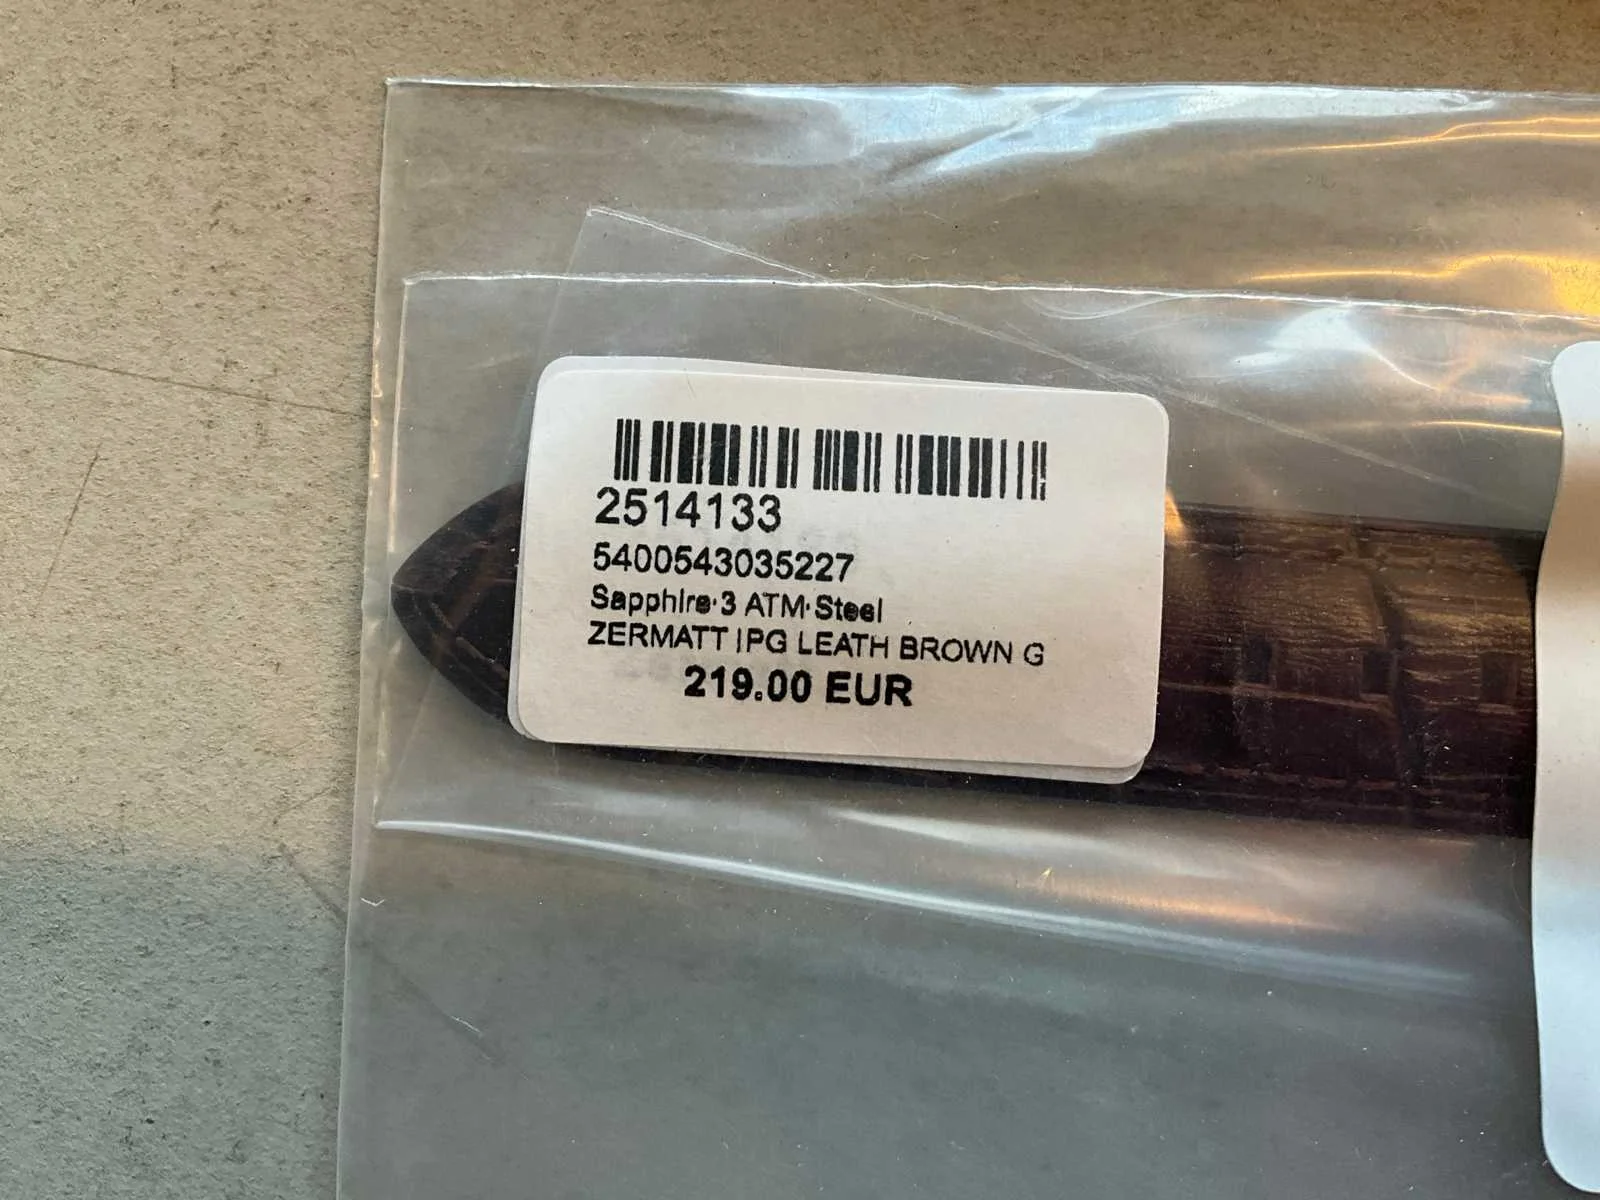 2514133
5400543035227
Sapphire·3 ATM·Steel
ZERMATT IPG LEATH BROWN G
219.00 EUR